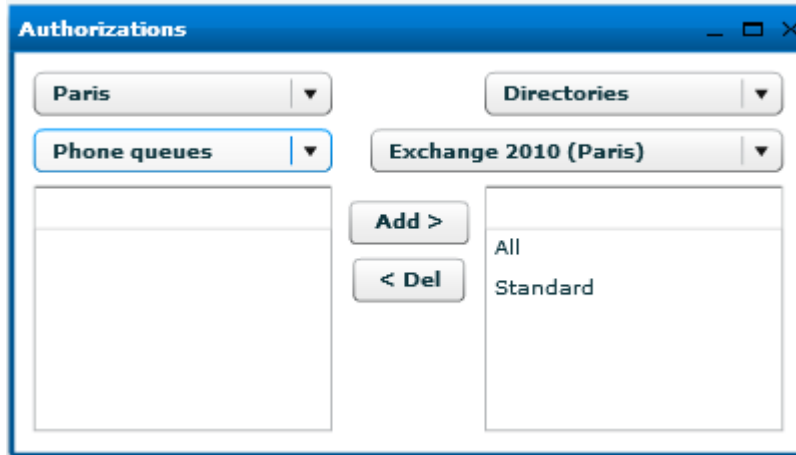 Authorizations
Paris
Directories
Phone queues
Exchange 2010 (Paris)
Add >
< Del
All
Standard